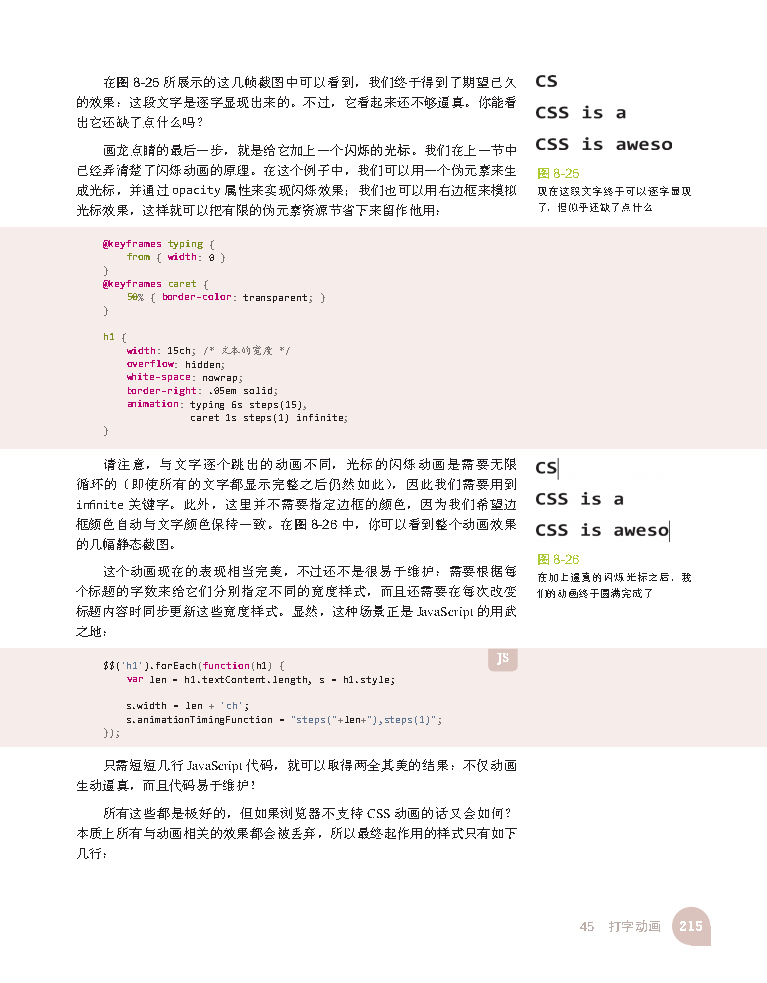 在图 8-25 所展示的这几帧截图中可以看到，我们终于得到了期望已久
的效果：这段文字是逐字显现出来的。不过，它看起来还不够逼真。你能看
出它还缺了点什么吗？
画龙点睛的最后一步，就是给它加上一个闪烁的光标。我们在上一节中
已经弄清楚了闪烁动画的原理。在这个例子中，我们可以用一个伪元素来生
成光标，并通过 opacity 属性来实现闪烁效果；我们也可以用右边框来模拟
光标效果，这样就可以把有限的伪元素资源节省下来留作他用：
CS
CSS is a
CSS is aweso
图 8-25
现在这段文字终于可以逐字显现
了，但似乎还缺了点什么
@keyframes typing {
from { width: 0 }
}
@keyframes caret {
50% { border-color: transparent; }
}
h1 {
width: 15ch; /* 文本的宽度 */
overflow: hidden;
white-space: nowrap;
border-right: .05em solid;
animation: typing 6s steps(15),
caret 1s steps(1) infinite;
}
请注意，与文字逐个跳出的动画不同，光标的闪烁动画是需要无限
循环的（即使所有的文字都显示完整之后仍然如此），因此我们需要用到
infinite 关键字。此外，这里并不需要指定边框的颜色，因为我们希望边
框颜色自动与文字颜色保持一致。在图 8-26 中，你可以看到整个动画效果
的几幅静态截图。
这个动画现在的表现相当完美，不过还不是很易于维护：需要根据每
个标题的字数来给它们分别指定不同的宽度样式，而且还需要在每次改变
标题内容时同步更新这些宽度样式。显然，这种场景正是 JavaScript 的用武
之地：
CS
CSS is a
CSS is aweso
图 8-26
在加上逼真的闪烁光标之后，我
们的动画终于圆满完成了
JS
$$('h1').forEach(function(h1) {
var len = h1.textContent.length, s = h1.style;
s.width = len + 'ch';
s.animationTimingFunction = "steps("+len+"),steps(1)";
});
只需短短几行 JavaScript 代码，就可以取得两全其美的结果：不仅动画
生动逼真，而且代码易于维护！
所有这些都是极好的，但如果浏览器不支持 CSS 动画的话又会如何？
本质上所有与动画相关的效果都会被丢弃，所以最终起作用的样式只有如下
几行：
45 打字动画 215